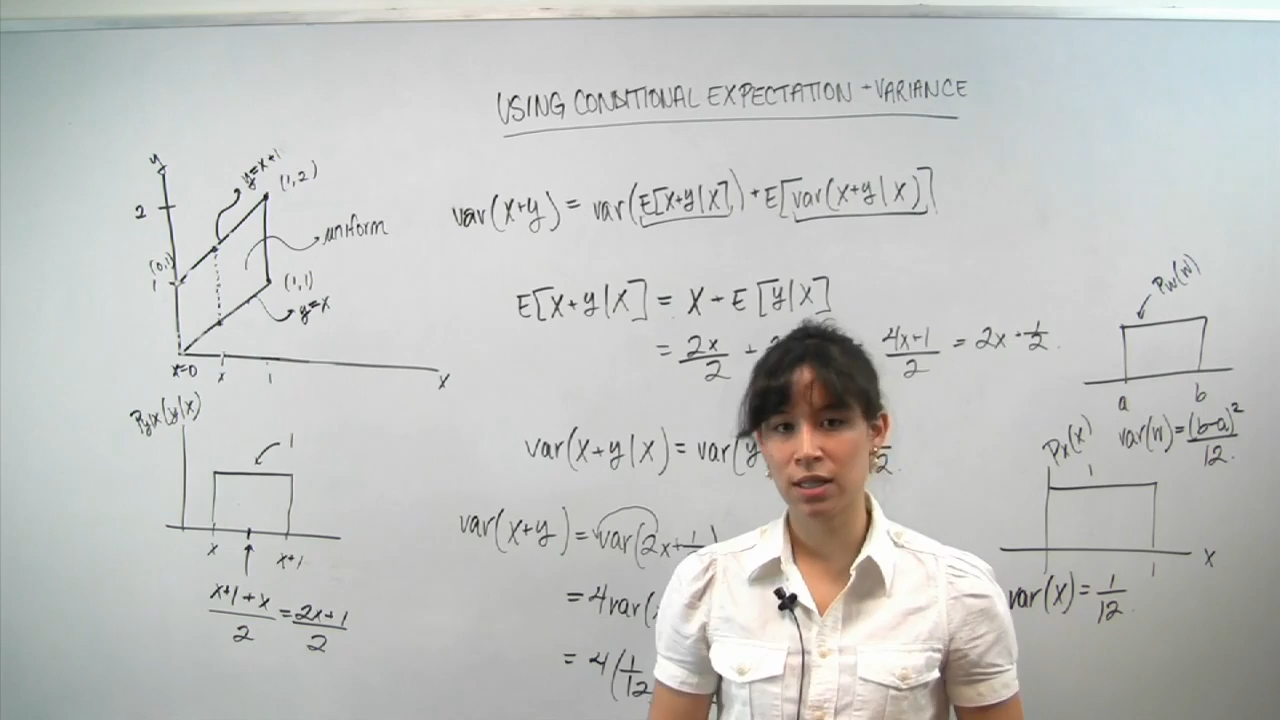 USING CONDITIONAL EXPECTATION + VARIANCE
y
y=x+1
(1,2)
2
uniform
(0,1)
1
(1,1)
y=x
x=0
x
1
x
var(x+y) = var(E[x+y|x]) + E[var(x+y|x)]
E[x+y|x] = x + E[y|x]
= 2x/2 + 4x+1/2 = 2x + 1/2.
var(x+y|x) = var(y 2.
var(x+y) = var(2x+1
= 4var(
= 4(1/12
Py|x(y|x)
1
x
x+1
x+1+x/2 = 2x+1/2
Pw(w)
a
b
var(w) = (b-a)²/12.
Px(x)
1
1
x
var(x) = 1/12.